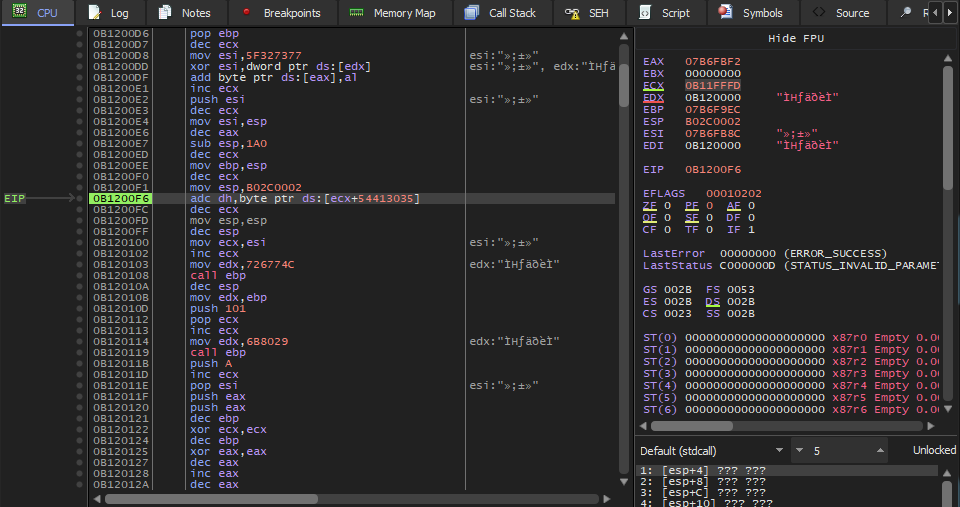 CPU Log Notes Breakpoints Memory Map Call Stack SEH Script Symbols Source
Hide FPU
0B1200D6 pop ebp
0B1200D7 dec ecx
0B1200D8 mov esi,5F327377 esi:"»;±»"
0B1200DD xor esi,dword ptr ds:[edx] esi:"»;±»", edx:"ÌHƒäðèÌ"
0B1200DF add byte ptr ds:[eax],al
0B1200E1 inc ecx
0B1200E2 push esi esi:"»;±»"
0B1200E3 dec ecx
0B1200E4 mov esi,esp
0B1200E6 dec eax
0B1200E7 sub esp,1A0
0B1200ED dec ecx
0B1200EE mov ebp,esp
0B1200F0 dec ecx
0B1200F1 mov esp,B02C0002
EIP 0B1200F6 adc dh,byte ptr ds:[ecx+54413035]
0B1200FC dec ecx
0B1200FD mov esp,esp
0B1200FF dec esp
0B120100 mov ecx,esi esi:"»;±»"
0B120102 inc ecx
0B120103 mov edx,726774C edx:"ÌHƒäðèÌ"
0B120108 call ebp
0B12010A dec esp
0B12010B mov edx,ebp
0B12010D push 101
0B120112 pop ecx
0B120113 inc ecx
0B120114 mov edx,6B8029 edx:"ÌHƒäðèÌ"
0B120119 call ebp
0B12011B push A
0B12011D inc ecx
0B12011E pop esi esi:"»;±»"
0B12011F push eax
0B120120 push eax
0B120121 dec ebp
0B120122 xor ecx,ecx
0B120124 dec ebp
0B120125 xor eax,eax
0B120127 dec eax
0B120128 inc eax
0B12012A dec eax
EAX 07B6FBF2
EBX 00000000
ECX 0B11FFFD
EDX 0B120000 "ÌHƒäðèÌ"
EBP 07B6F9EC
ESP B02C0002
ESI 07B6FB8C "»;±»"
EDI 0B120000 "ÌHƒäðèÌ"
EIP 0B1200F6
EFLAGS 00010202
ZF 0 PF 0 AF 0
OF 0 SF 0 DF 0
CF 0 TF 0 IF 1
LastError 00000000 (ERROR_SUCCESS)
LastStatus C000000D (STATUS_INVALID_PARAMET
GS 002B FS 0053
ES 002B DS 002B
CS 0023 SS 002B
ST(0) 00000000000000000000 x87r0 Empty 0.0
ST(1) 00000000000000000000 x87r1 Empty 0.0
ST(2) 00000000000000000000 x87r2 Empty 0.0
ST(3) 00000000000000000000 x87r3 Empty 0.0
ST(4) 00000000000000000000 x87r4 Empty 0.0
ST(5) 00000000000000000000 x87r5 Empty 0.0
ST(6) 00000000000000000000 x87r6 Empty 0.0
Default (stdcall) 5 Unlocked
1: [esp+4] ??? ???
2: [esp+8] ??? ???
3: [esp+C] ??? ???
4: [esp+10] ??? ???